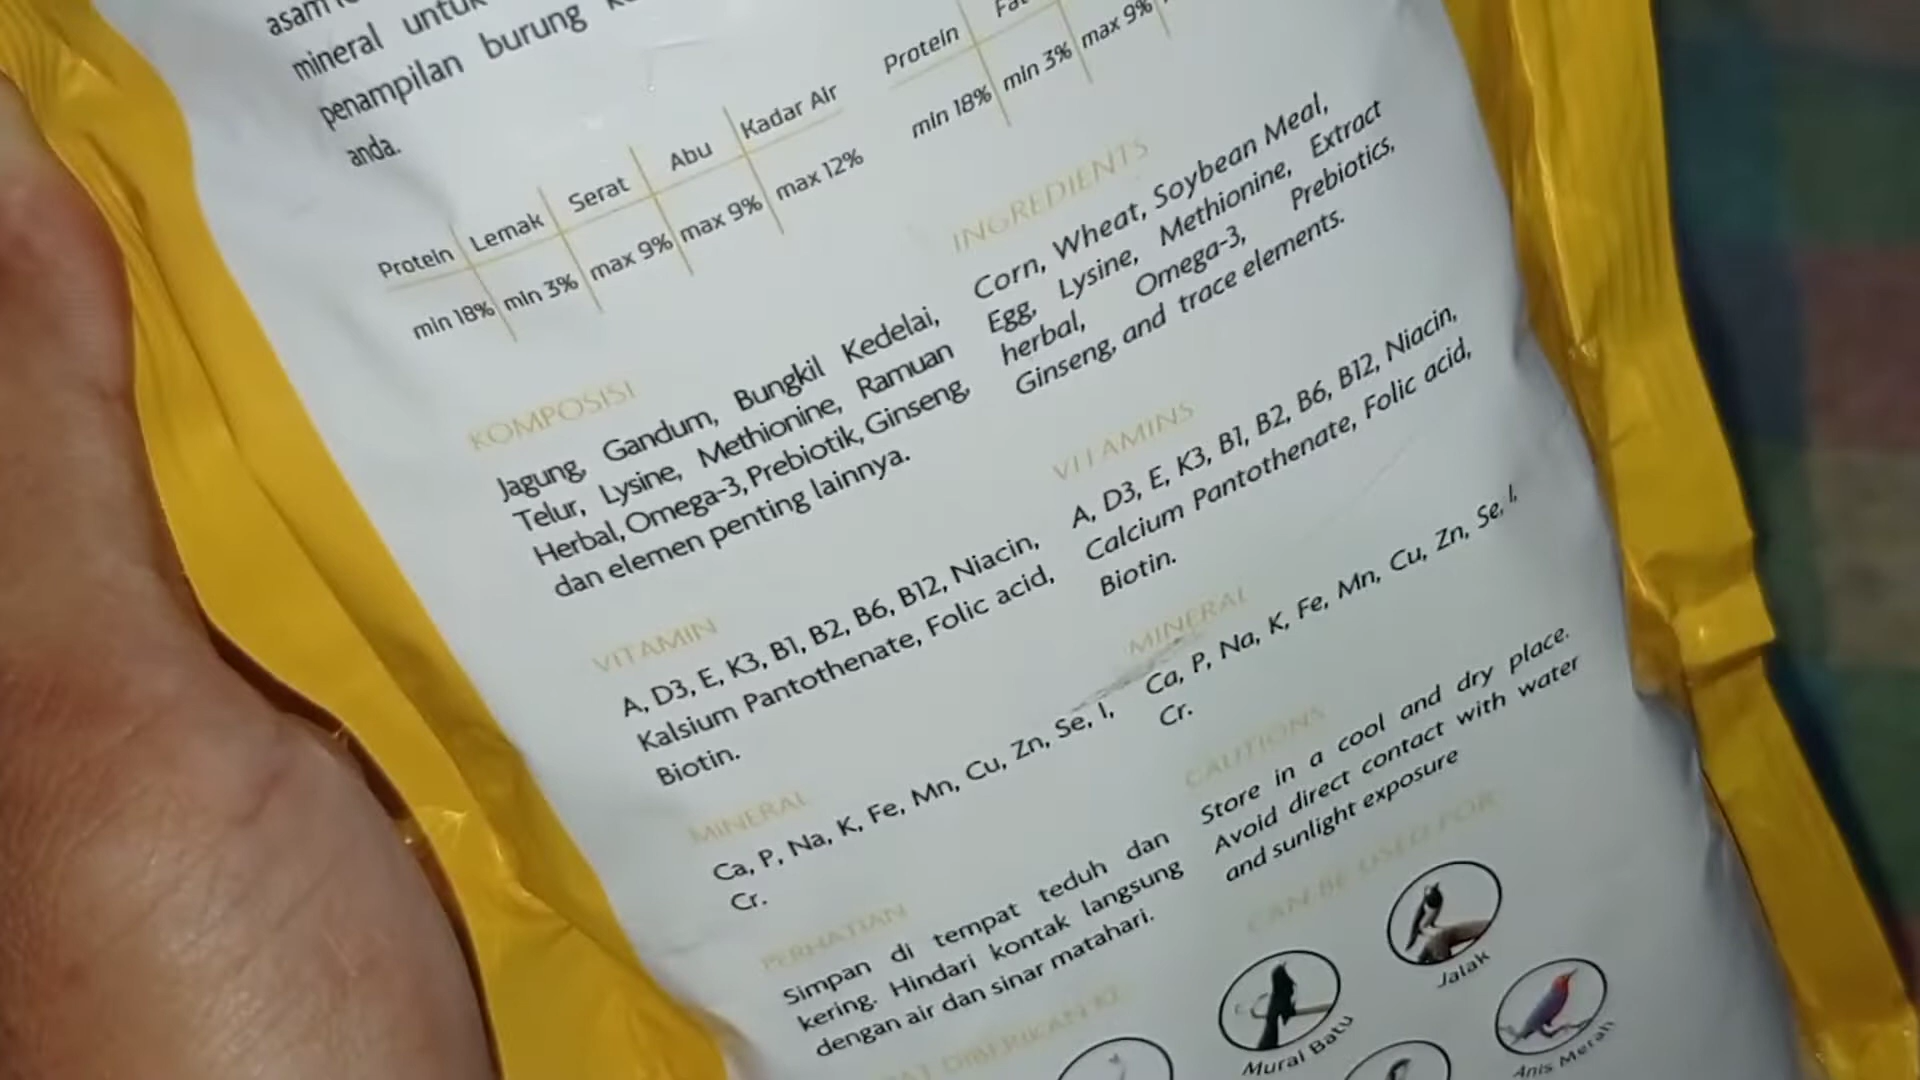 mineral untuk
penampilan burung
anda.
Protein Lemak Serat Abu Kadar Air
min 18% min 3% max 9% max 9% max 12%
KOMPOSISI
Jagung, Gandum, Bungkil Kedelai,
Telur, Lysine, Methionine, Ramuan
Herbal, Omega-3, Prebiotik, Ginseng,
dan elemen penting lainnya.
VITAMIN
A, D3, E, K3, B1, B2, B6, B12, Niacin,
Kalsium Pantothenate, Folic acid,
Biotin.
MINERAL
Ca, P, Na, K, Fe, Mn, Cu, Zn, Se, I,
Cr.
PERHATIAN
Simpan di tempat teduh dan
kering. Hindari kontak langsung
dengan air dan sinar matahari.
DIBERIKAN KE
Protein
min 18% min 3% max 9%
INGREDIENTS
Corn, Wheat, Soybean Meal,
Egg, Lysine, Methionine, Extract
herbal, Omega-3, Prebiotics,
Ginseng, and trace elements.
VITAMINS
A, D3, E, K3, B1, B2, B6, B12, Niacin,
Calcium Pantothenate, Folic acid,
Biotin.
MINERAL
Ca, P, Na, K, Fe, Mn, Cu, Zn, Se, I,
Cr.
CAUTIONS
Store in a cool and dry place.
Avoid direct contact with water
and sunlight exposure
CAN BE USED FOR
Jalak
Murai Batu
Anis Merah